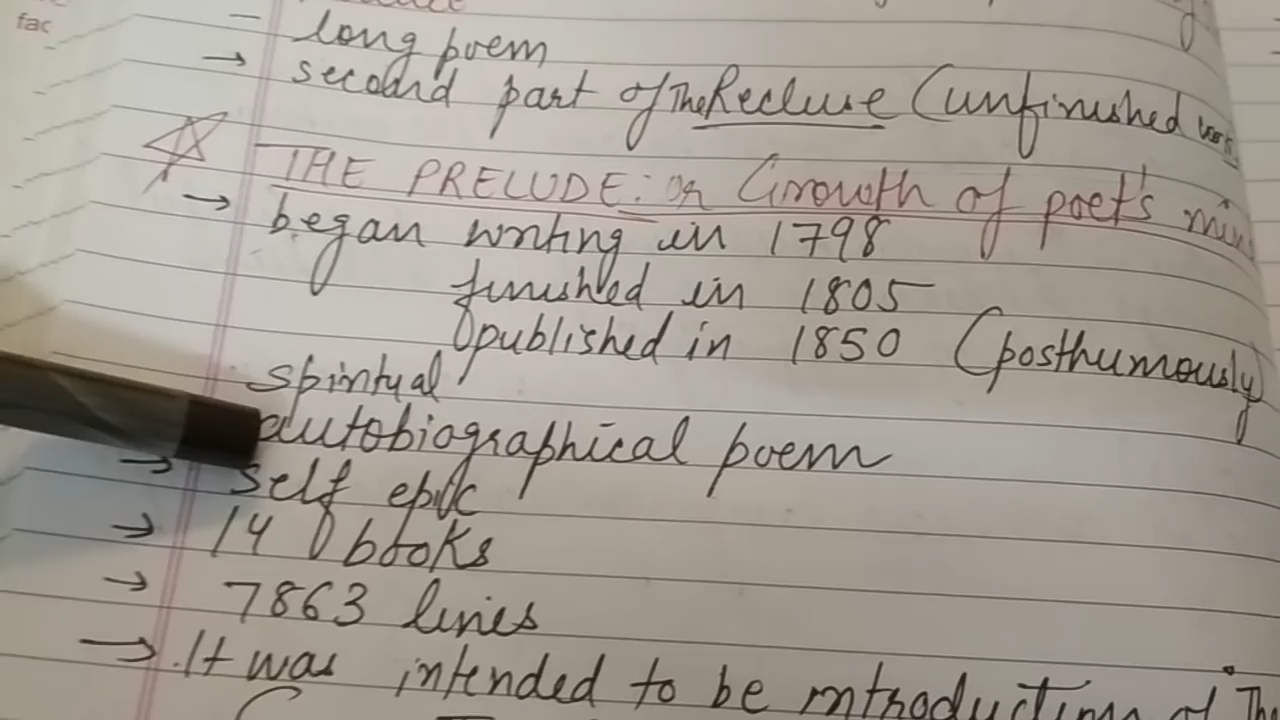 fac
- long poem
→ second part of The Recluse (unfinished
THE PRELUDE: or Growth of poet's
→ began writing in 1798
finished in 1805
published in 1850 (posthumously)
Spiritual
autobiographical poem
→ self epic
→ 14 books
→ 7863 lines
→ It was intended to be introduction of The